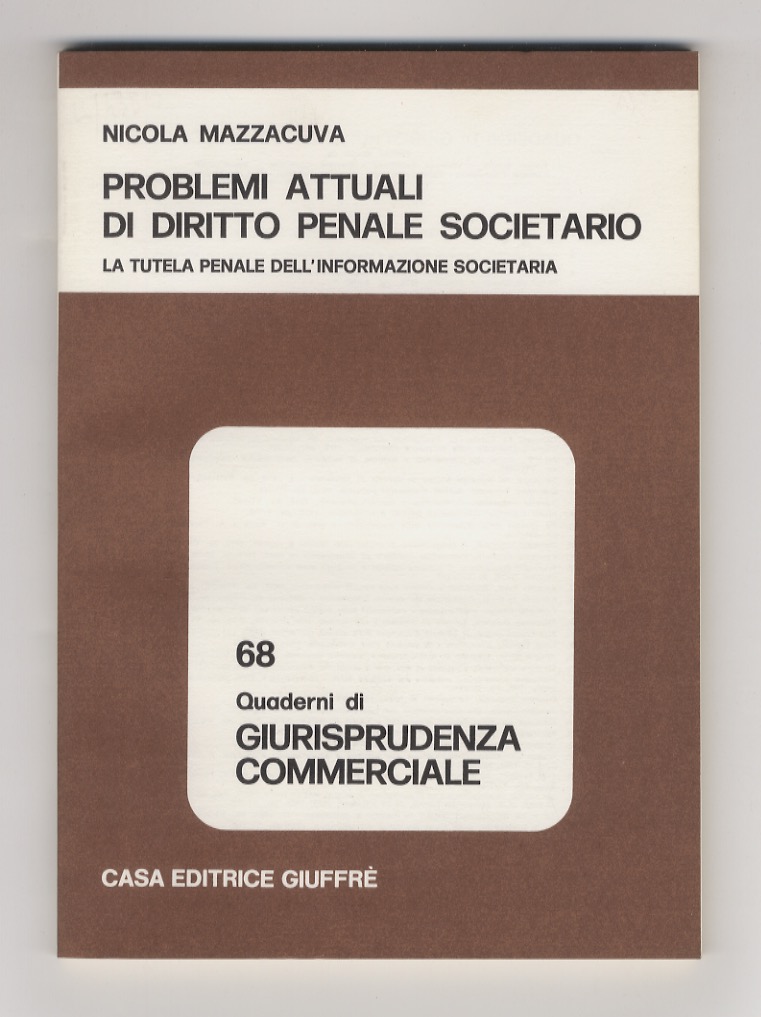 NICOLA MAZZACUVA
PROBLEMI ATTUALI
DI DIRITTO PENALE SOCIETARIO
LA TUTELA PENALE DELL'INFORMAZIONE SOCIETARIA
68
Quaderni di
GIURISPRUDENZA
COMMERCIALE
CASA EDITRICE GIUFFRÈ